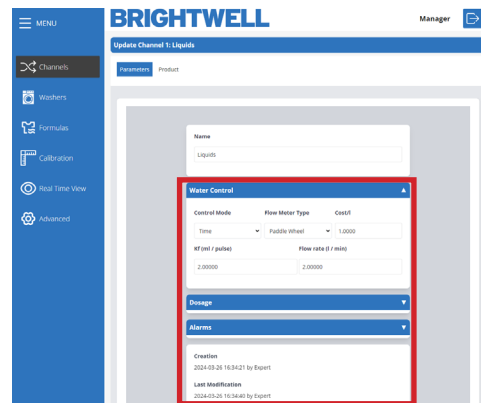 MENU
BRIGHTWELL
Manager
Update Channel 1: Liquids
Channels
Parameters Product
Washers
Formulas
Name
Liquids
Calibration
Water Control
Real Time View
Control Mode Flow Meter Type Cost/l
Time Paddle Wheel 1.0000
Advanced
Kf (ml / pulse) Flow rate (l / min)
2.00000 2.00000
Dosage
Alarms
Creation
2024-03-26 16:34:21 by Expert
Last Modification
2024-03-26 16:34:40 by Expert